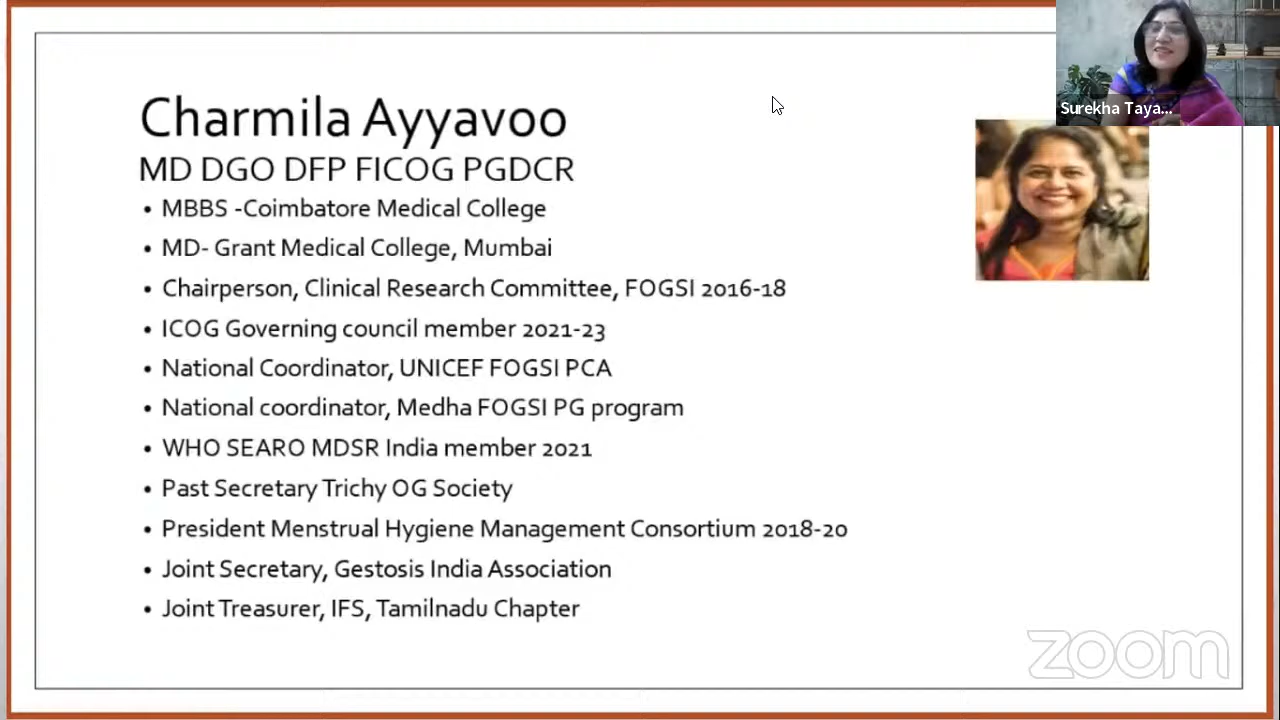 Charmila Ayyavoo
MD DGO DFP FICOG PGDCR
• MBBS -Coimbatore Medical College
• MD- Grant Medical College, Mumbai
• Chairperson, Clinical Research Committee, FOGSI 2016-18
• ICOG Governing council member 2021-23
• National Coordinator, UNICEF FOGSI PCA
• National coordinator, Medha FOGSI PG program
• WHO SEARO MDSR India member 2021
• Past Secretary Trichy OG Society
• President Menstrual Hygiene Management Consortium 2018-20
• Joint Secretary, Gestosis India Association
• Joint Treasurer, IFS, Tamilnadu Chapter
Surekha Taya...
zoom